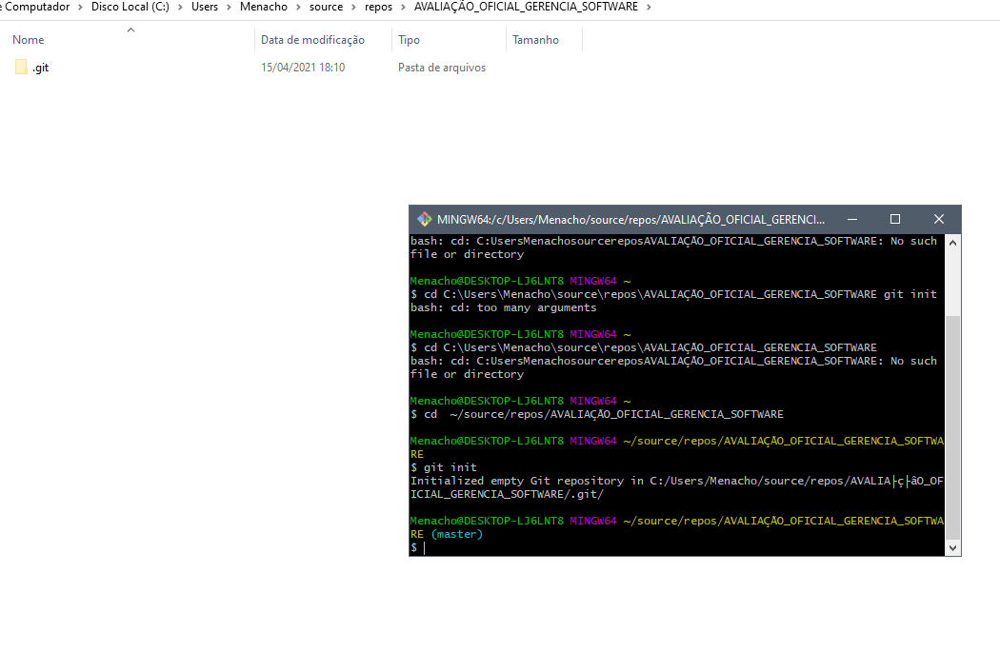 e Computador > Disco Local (C:) > Users > Menacho > source > repos > AVALIAÇÃO_OFICIAL_GERENCIA_SOFTWARE >
Nome Data de modificação Tipo Tamanho
.git 15/04/2021 18:10 Pasta de arquivos
MINGW64:/c/Users/Menacho/source/repos/AVALIAÇÃO_OFICIAL_GERENCI...
bash: cd: C:UsersMenachosourcereposAVALIAÇÃO_OFICIAL_GERENCIA_SOFTWARE: No such
file or directory
Menacho@DESKTOP-LJ6LNT8 MINGW64 ~
$ cd C:\Users\Menacho\source\repos\AVALIAÇÃO_OFICIAL_GERENCIA_SOFTWARE git init
bash: cd: too many arguments
Menacho@DESKTOP-LJ6LNT8 MINGW64 ~
$ cd C:\Users\Menacho\source\repos\AVALIAÇÃO_OFICIAL_GERENCIA_SOFTWARE
bash: cd: C:UsersMenachosourcereposAVALIAÇÃO_OFICIAL_GERENCIA_SOFTWARE: No such
file or directory
Menacho@DESKTOP-LJ6LNT8 MINGW64 ~
$ cd  ~/source/repos/AVALIAÇÃO_OFICIAL_GERENCIA_SOFTWARE
Menacho@DESKTOP-LJ6LNT8 MINGW64 ~/source/repos/AVALIAÇÃO_OFICIAL_GERENCIA_SOFTWA
RE
$ git init
Initialized empty Git repository in C:/Users/Menacho/source/repos/AVALIA├ç├âO_OF
ICIAL_GERENCIA_SOFTWARE/.git/
Menacho@DESKTOP-LJ6LNT8 MINGW64 ~/source/repos/AVALIAÇÃO_OFICIAL_GERENCIA_SOFTWA
RE (master)
$